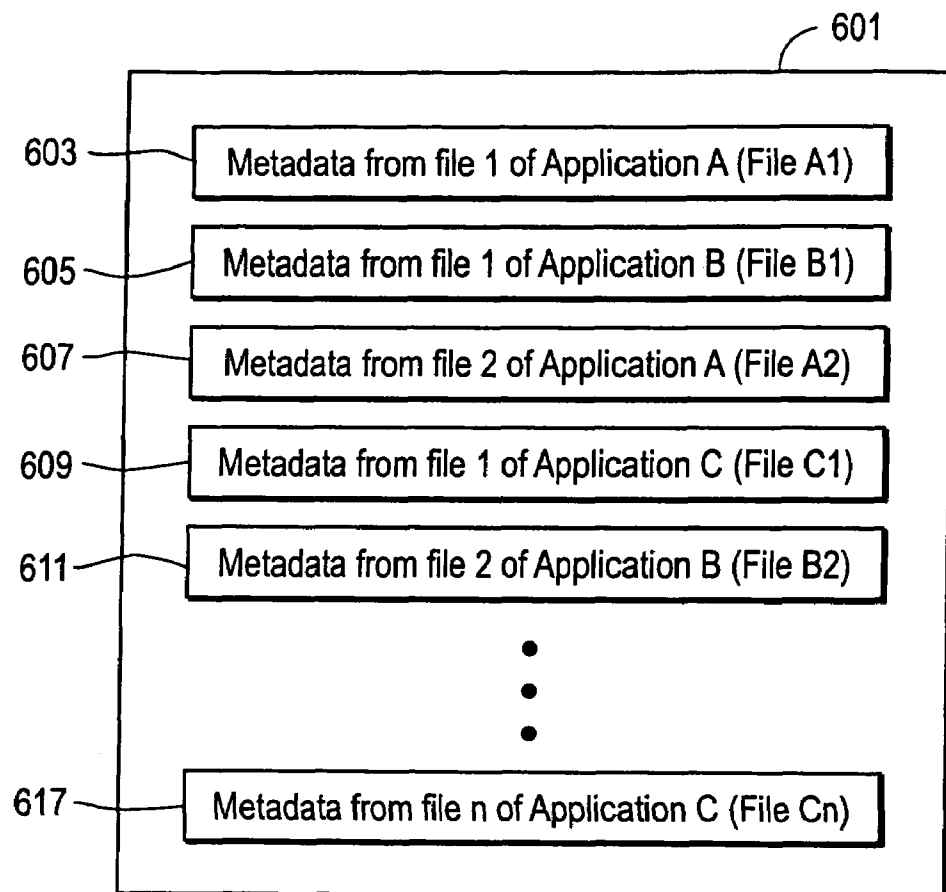 601
603
Metadata from file 1 of Application A (File A1)
605
Metadata from file 1 of Application B (File B1)
607
Metadata from file 2 of Application A (File A2)
609
Metadata from file 1 of Application C (File C1)
611
Metadata from file 2 of Application B (File B2)
617
Metadata from file n of Application C (File Cn)